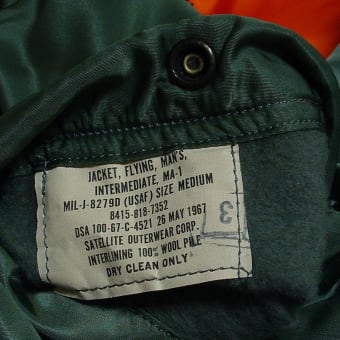 JACKET, FLYING, MAN'S,
INTERMEDIATE, MA-1
MIL-J-8279D (USAF) SIZE MEDIUM
8415-818-7352
DSA 100-67-C-4521 26 MAY 1967
SATELLITE OUTERWEAR CORP.
INTERLINING 100% WOOL PILE
DRY CLEAN ONLY
3